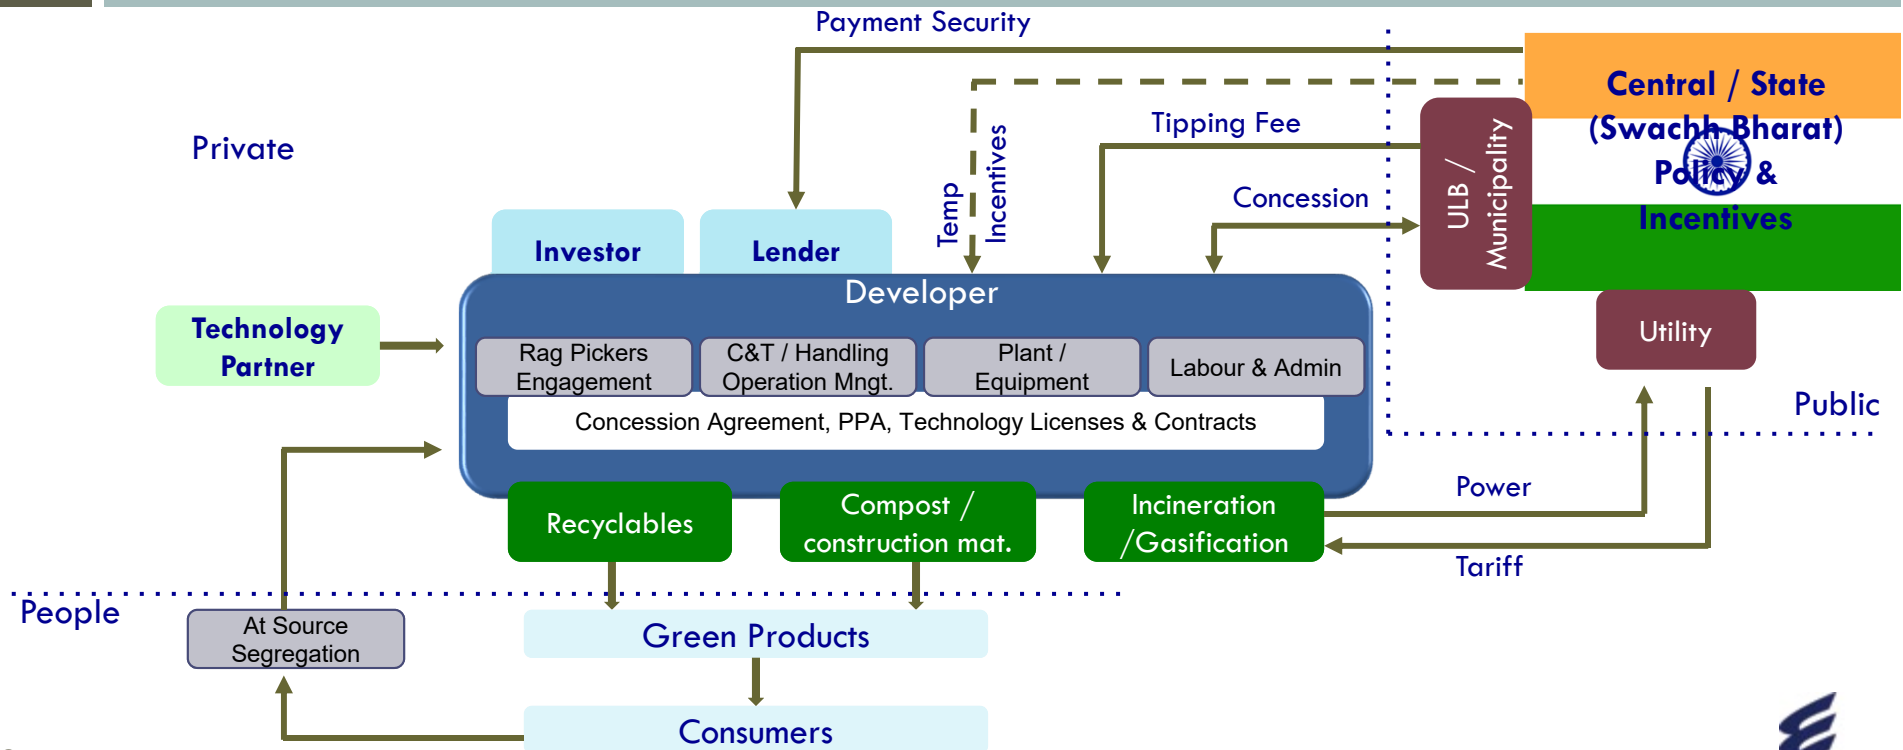 Payment Security
Central / State
(Swachh Bharat)
Policy &
Incentives
Private
Temp
Incentives
Tipping Fee
Concession
ULB /
Municipality
Investor
Lender
Developer
Technology
Partner
Rag Pickers
Engagement
C&T / Handling
Operation Mngt.
Plant /
Equipment
Labour & Admin
Concession Agreement, PPA, Technology Licenses & Contracts
Utility
Public
Recyclables
Compost /
construction mat.
Incineration
/Gasification
Power
Tariff
People
At Source
Segregation
Green Products
Consumers